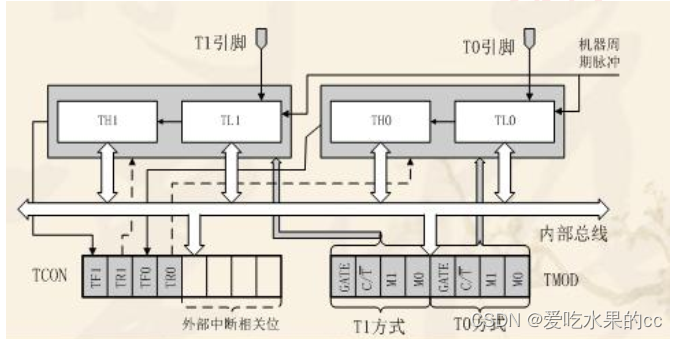 T1引脚
T0引脚
机器周
期脉冲
TH1
TL1
TH0
TL0
内部总线
TCON
TF1
TR1
TF0
TR0
GATE
C/T̅
M1
M0
GATE
C/T̅
M1
M0
TMOD
外部中断相关位
T1方式
T0方式
CSDN @爱吃水果的cc